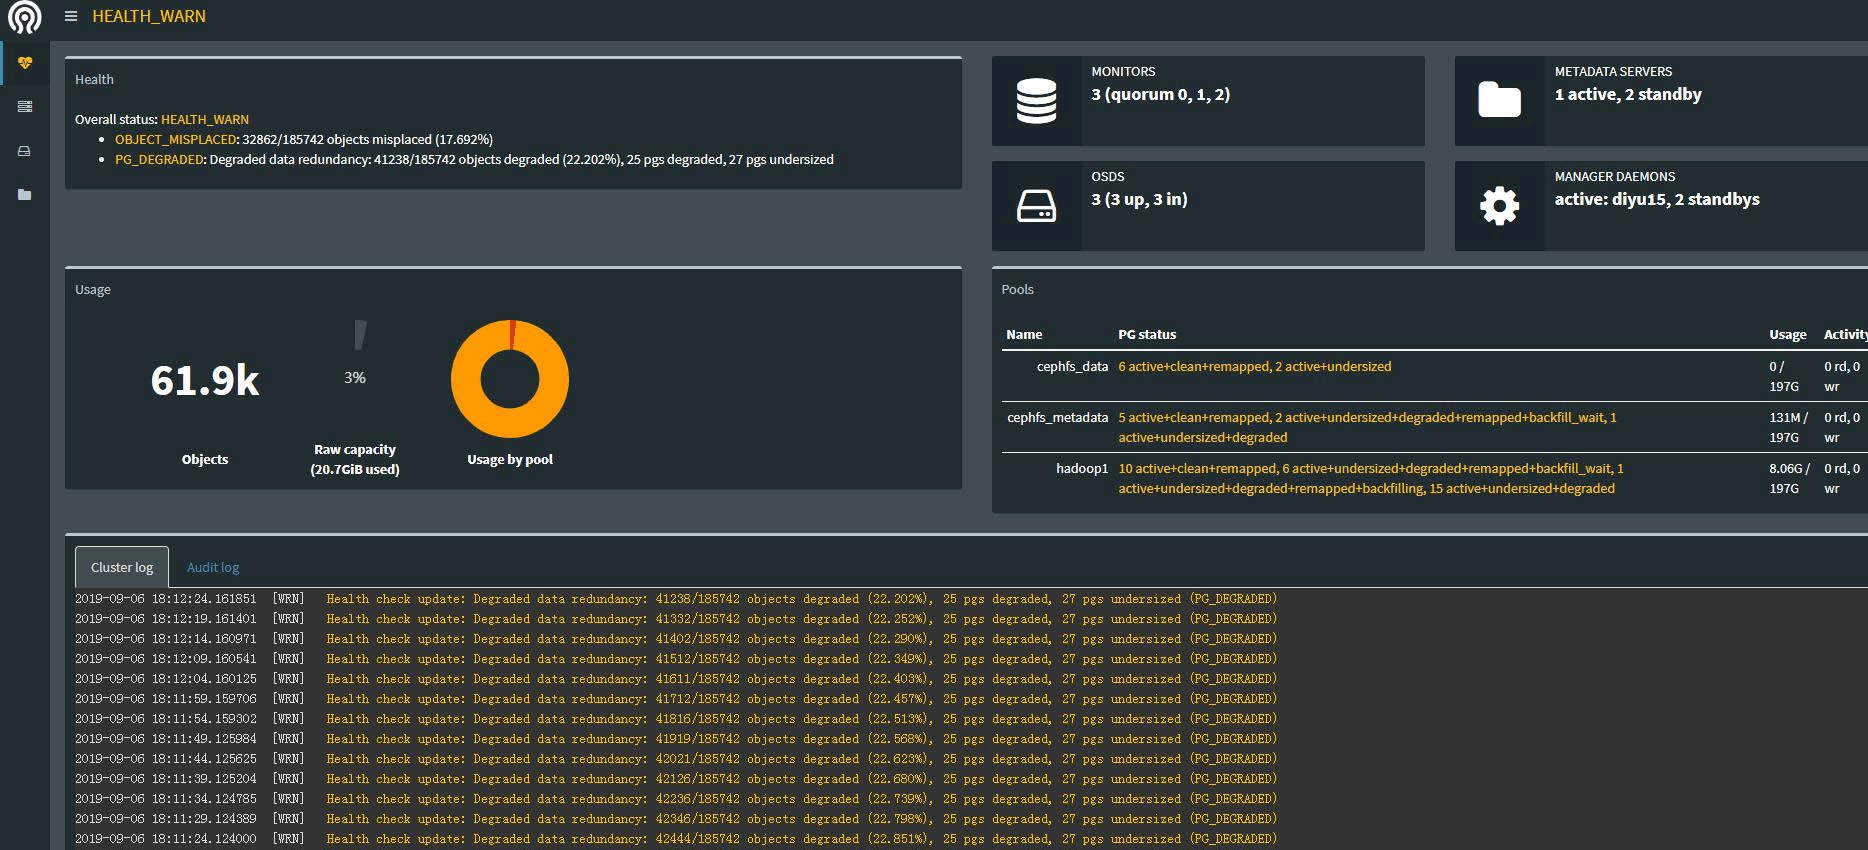 HEALTH_WARN
Health
Overall status: HEALTH_WARN
OBJECT_MISPLACED: 32862/185742 objects misplaced (17.692%)
PG_DEGRADED: Degraded data redundancy: 41238/185742 objects degraded (22.202%), 25 pgs degraded, 27 pgs undersized
MONITORS
3 (quorum 0, 1, 2)
METADATA SERVERS
1 active, 2 standby
OSDS
3 (3 up, 3 in)
MANAGER DAEMONS
active: diyu15, 2 standbys
Usage
61.9k
Objects
3%
Raw capacity
(20.7GiB used)
Usage by pool
Pools
Name PG status Usage Activity
cephfs_data 6 active+clean+remapped, 2 active+undersized 0 / 0 rd, 0
197G wr
cephfs_metadata 5 active+clean+remapped, 2 active+undersized+degraded+remapped+backfill_wait, 1 131M / 0 rd, 0
active+undersized+degraded 197G wr
hadoop1 10 active+clean+remapped, 6 active+undersized+degraded+remapped+backfill_wait, 1 8.06G / 0 rd, 0
active+undersized+degraded+remapped+backfilling, 15 active+undersized+degraded 197G wr
Cluster log Audit log
2019-09-06 18:12:24.161851 [WRN] Health check update: Degraded data redundancy: 41238/185742 objects degraded (22.202%), 25 pgs degraded, 27 pgs undersized (PG_DEGRADED)
2019-09-06 18:12:19.161401 [WRN] Health check update: Degraded data redundancy: 41332/185742 objects degraded (22.252%), 25 pgs degraded, 27 pgs undersized (PG_DEGRADED)
2019-09-06 18:12:14.160971 [WRN] Health check update: Degraded data redundancy: 41402/185742 objects degraded (22.290%), 25 pgs degraded, 27 pgs undersized (PG_DEGRADED)
2019-09-06 18:12:09.160541 [WRN] Health check update: Degraded data redundancy: 41512/185742 objects degraded (22.349%), 25 pgs degraded, 27 pgs undersized (PG_DEGRADED)
2019-09-06 18:12:04.160125 [WRN] Health check update: Degraded data redundancy: 41611/185742 objects degraded (22.403%), 25 pgs degraded, 27 pgs undersized (PG_DEGRADED)
2019-09-06 18:11:59.159706 [WRN] Health check update: Degraded data redundancy: 41712/185742 objects degraded (22.457%), 25 pgs degraded, 27 pgs undersized (PG_DEGRADED)
2019-09-06 18:11:54.159302 [WRN] Health check update: Degraded data redundancy: 41816/185742 objects degraded (22.513%), 25 pgs degraded, 27 pgs undersized (PG_DEGRADED)
2019-09-06 18:11:49.125984 [WRN] Health check update: Degraded data redundancy: 41919/185742 objects degraded (22.568%), 25 pgs degraded, 27 pgs undersized (PG_DEGRADED)
2019-09-06 18:11:44.125625 [WRN] Health check update: Degraded data redundancy: 42021/185742 objects degraded (22.623%), 25 pgs degraded, 27 pgs undersized (PG_DEGRADED)
2019-09-06 18:11:39.125204 [WRN] Health check update: Degraded data redundancy: 42126/185742 objects degraded (22.680%), 25 pgs degraded, 27 pgs undersized (PG_DEGRADED)
2019-09-06 18:11:34.124785 [WRN] Health check update: Degraded data redundancy: 42236/185742 objects degraded (22.739%), 25 pgs degraded, 27 pgs undersized (PG_DEGRADED)
2019-09-06 18:11:29.124389 [WRN] Health check update: Degraded data redundancy: 42346/185742 objects degraded (22.798%), 25 pgs degraded, 27 pgs undersized (PG_DEGRADED)
2019-09-06 18:11:24.124000 [WRN] Health check update: Degraded data redundancy: 42444/185742 objects degraded (22.851%), 25 pgs degraded, 27 pgs undersized (PG_DEGRADED)